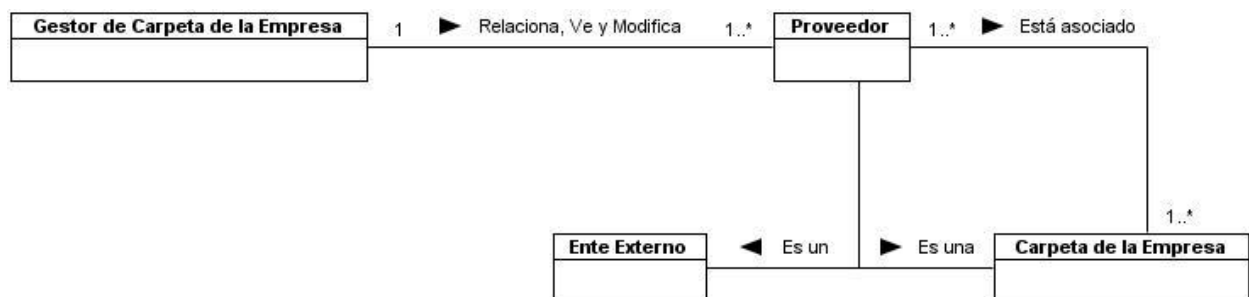 Gestor de Carpeta de la Empresa 1 Relaciona, Ve y Modifica 1..* Proveedor 1..* Está asociado
1..*
Ente Externo Es un Es una Carpeta de la Empresa